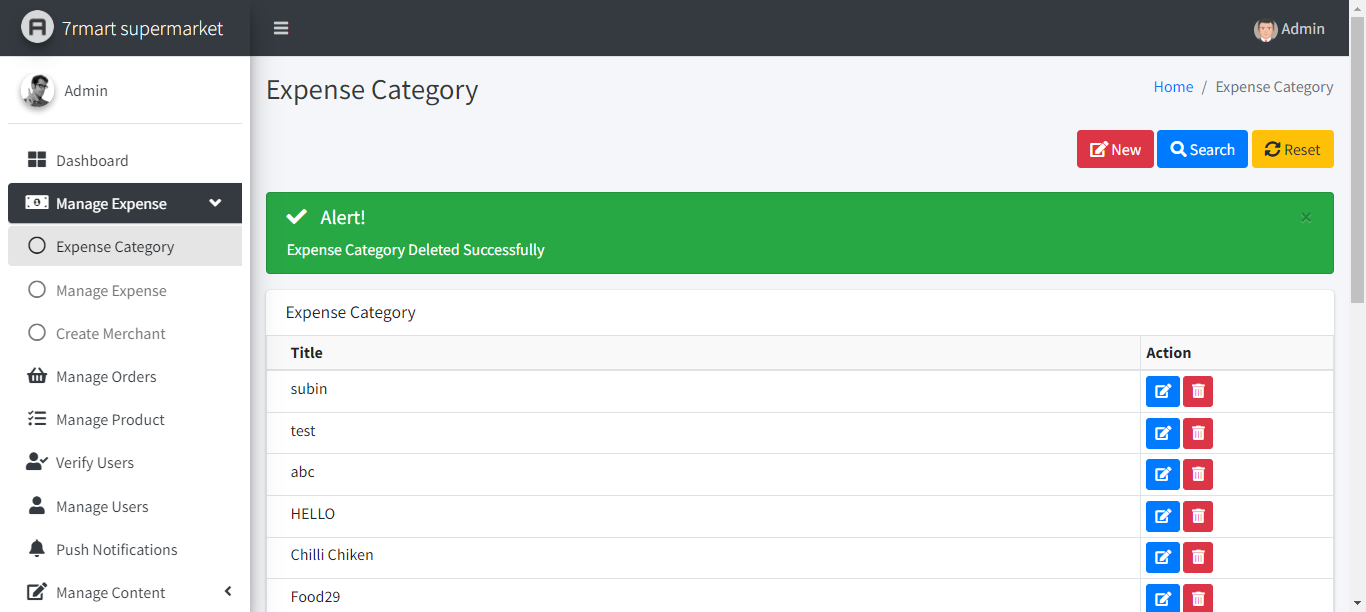 7rmart supermarket
Admin
Admin
Expense Category
Home / Expense Category
New
Search
Reset
Dashboard
Manage Expense
Expense Category
Manage Expense
Create Merchant
Manage Orders
Manage Product
Verify Users
Manage Users
Push Notifications
Manage Content
Alert!
×
Expense Category Deleted Successfully
Expense Category
Title Action
subin
test
abc
HELLO
Chilli Chiken
Food29